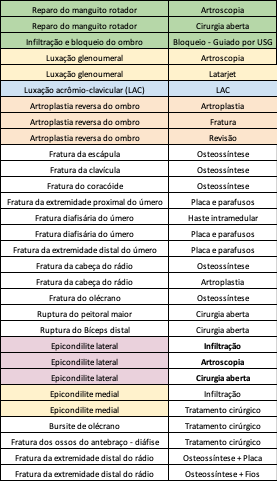 Reparo do manguito rotador Artroscopia
Reparo do manguito rotador Cirurgia aberta
Infiltração e bloqueio do ombro Bloqueio - Guiado por USG
Luxação glenoumeral Artroscopia
Luxação glenoumeral Latarjet
Luxação acrômio-clavicular (LAC) LAC
Artroplastia reversa do ombro Artroplastia
Artroplastia reversa do ombro Fratura
Artroplastia reversa do ombro Revisão
Fratura da escápula Osteossíntese
Fratura da clavícula Osteossíntese
Fratura do coracóide Osteossíntese
Fratura da extremidade proximal do úmero Placa e parafusos
Fratura diafisária do úmero Haste intramedular
Fratura diafisária do úmero Placa e parafusos
Fratura da extremidade distal do úmero Placa e parafusos
Fratura da cabeça do rádio Osteossíntese
Fratura da cabeça do rádio Artroplastia
Fratura do olécrano Osteossíntese
Ruptura do peitoral maior Cirurgia aberta
Ruptura do Bíceps distal Cirurgia aberta
Epicondilite lateral Infiltração
Epicondilite lateral Artroscopia
Epicondilite lateral Cirurgia aberta
Epicondilite medial Infiltração
Epicondilite medial Tratamento cirúrgico
Bursite de olécrano Tratamento cirúrgico
Fratura dos ossos do antebraço - diáfise Tratamento cirúrgico
Fratura da extremidade distal do rádio Osteossíntese + Placa
Fratura da extremidade distal do rádio Osteossíntese + Fios